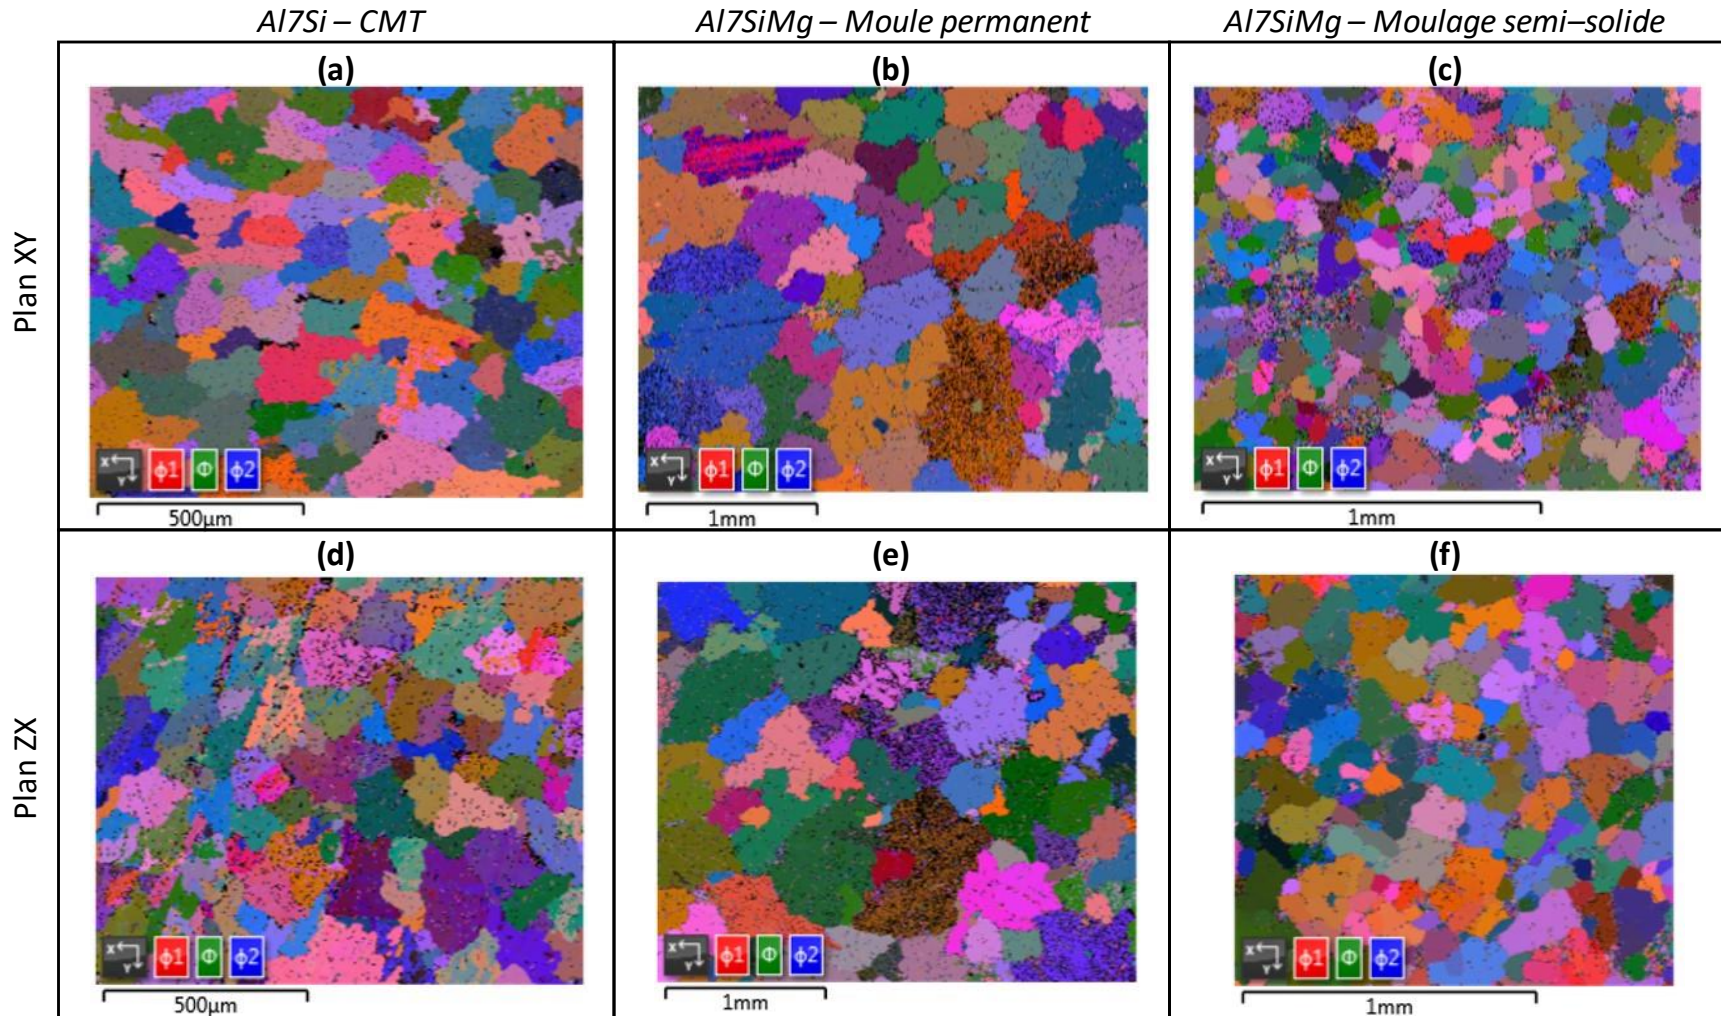 Al7Si – CMT
Al7SiMg – Moule permanent
Al7SiMg – Moulage semi–solide
Plan XY
(a)
(b)
(c)
X Y ϕ1 Φ ϕ2
X Y ϕ1 Φ ϕ2
X Y ϕ1 Φ ϕ2
500µm
1mm
1mm
Plan ZX
(d)
(e)
(f)
X Y ϕ1 Φ ϕ2
X Y ϕ1 Φ ϕ2
X Y ϕ1 Φ ϕ2
500µm
1mm
1mm